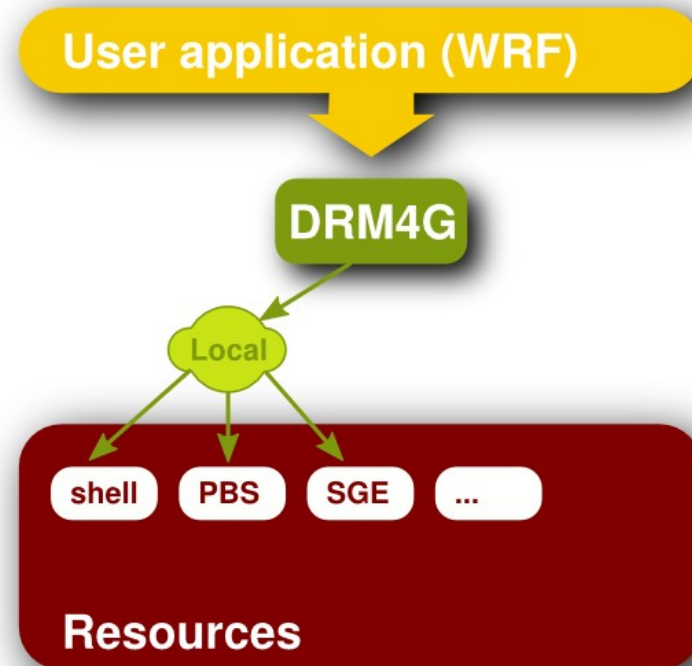 User application (WRF)
DRM4G
Local
shell PBS SGE ...
Resources